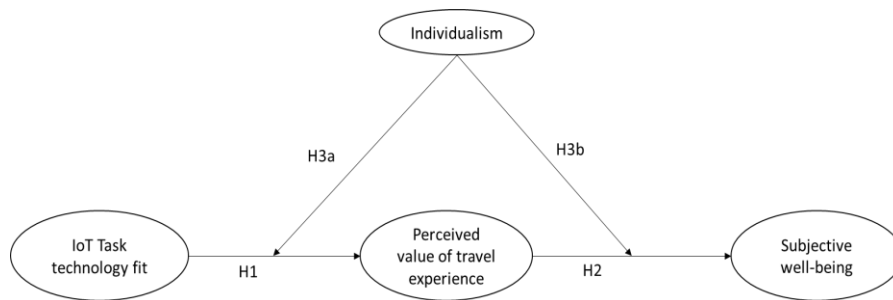 Individualism
H3a
H3b
IoT Task
technology fit
H1
Perceived
value of travel
experience
H2
Subjective
well-being